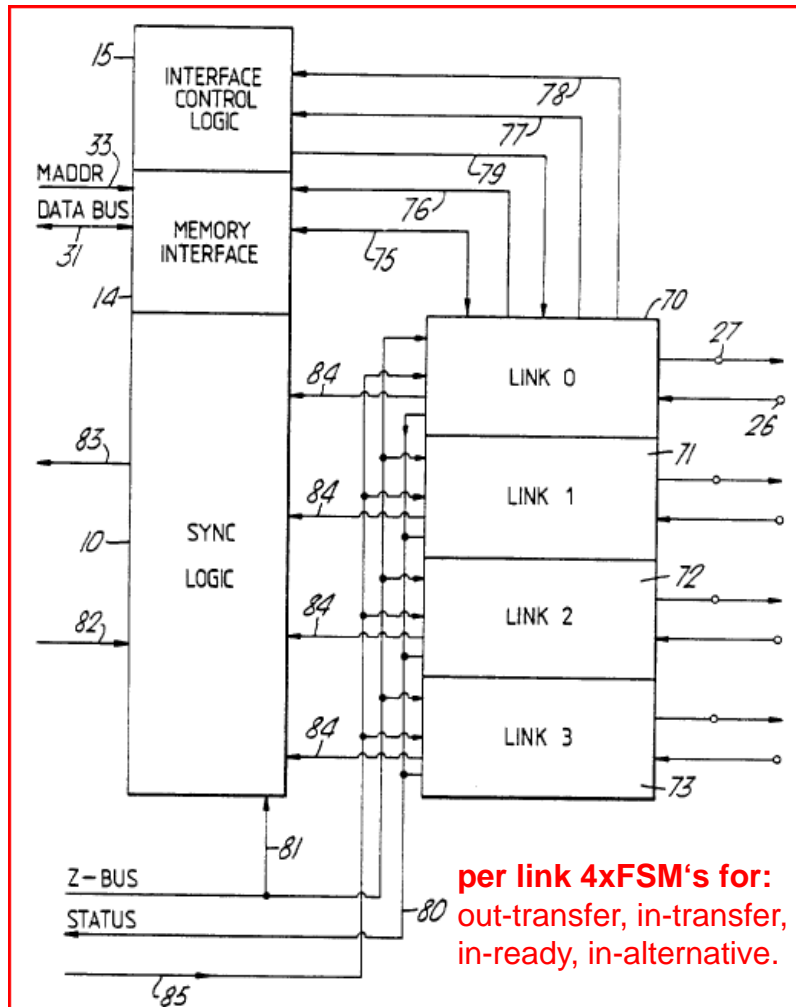 15
INTERFACE
CONTROL
LOGIC
78
77
33
79
MADDR
76
DATA BUS
MEMORY
INTERFACE
31
75
14
70
27
LINK 0
84
26
83
71
84
LINK 1
SYNC
10
LOGIC
72
84
LINK 2
82
84
LINK 3
73
81
Z-BUS
80
STATUS
85
per link 4xFSM's for:
out-transfer, in-transfer,
in-ready, in-alternative.